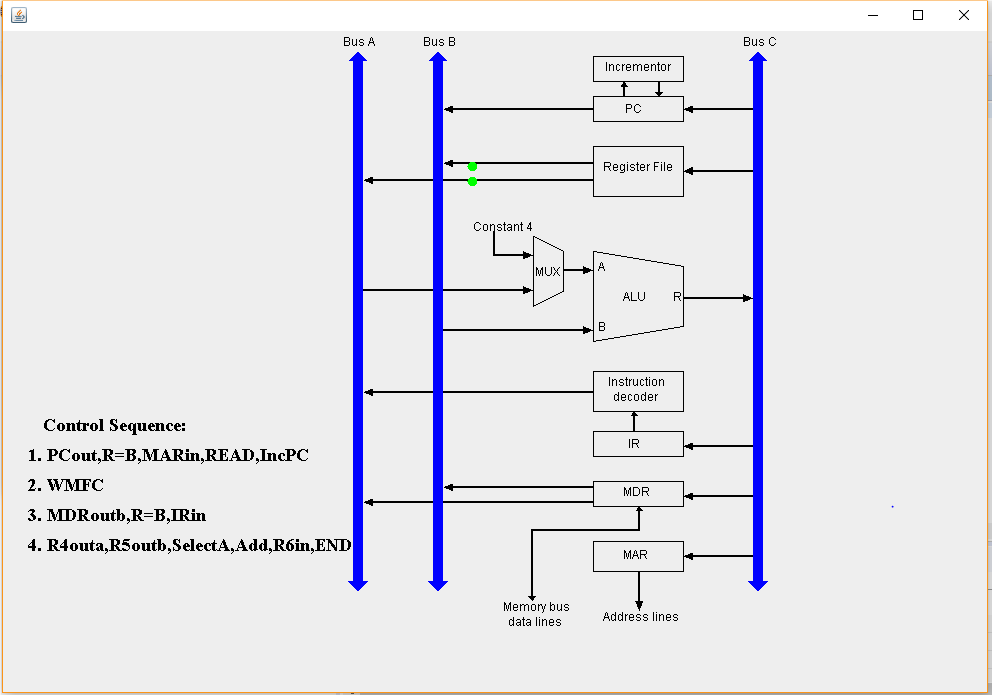 Bus A
Bus B
Bus C
Incrementor
PC
Register File
Constant 4
MUX
A
ALU
R
B
Instruction
decoder
IR
MDR
MAR
Memory bus
data lines
Address lines
Control Sequence:
1. PCout,R=B,MARin,READ,IncPC
2. WMFC
3. MDRoutb,R=B,IRin
4. R4outa,R5outb,SelectA,Add,R6in,END